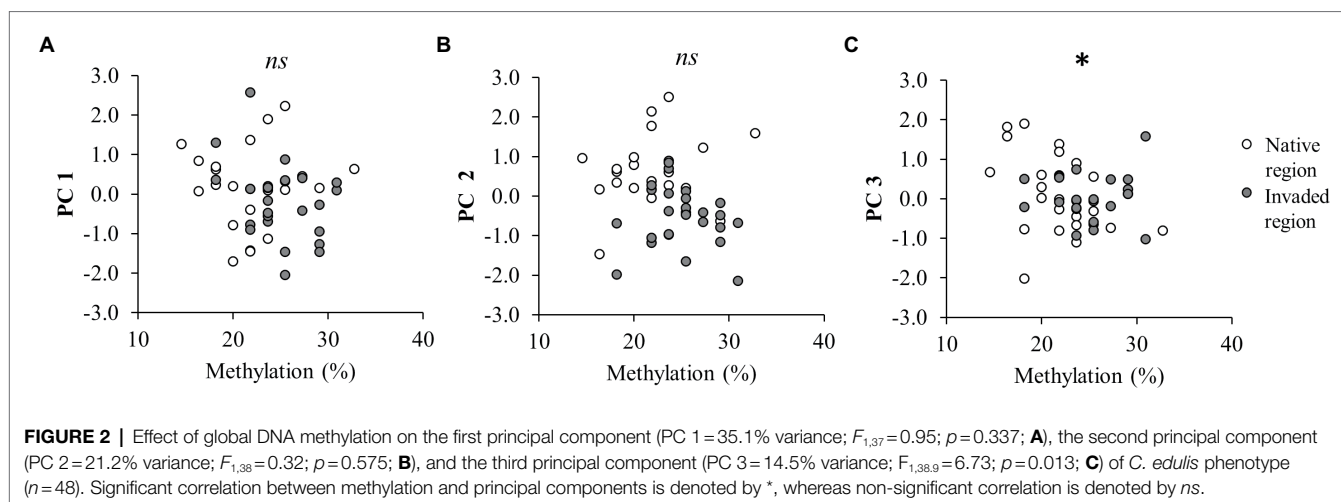 A
ns
3.0
2.0
1.0
0.0
-1.0
-2.0
-3.0
PC 1
10
20
30
40
Methylation (%)
B
ns
3.0
2.0
1.0
0.0
-1.0
-2.0
-3.0
PC 2
10
20
30
40
Methylation (%)
C
*
3.0
2.0
1.0
0.0
-1.0
-2.0
-3.0
PC 3
10
20
30
40
Methylation (%)
Native
region
Invaded
region
FIGURE 2 | Effect of global DNA methylation on the first principal component (PC 1 = 35.1% variance; F1,37 = 0.95; p = 0.337; A), the second principal component
(PC 2 = 21.2% variance; F1,38 = 0.32; p = 0.575; B), and the third principal component (PC 3 = 14.5% variance; F1,38.9 = 6.73; p = 0.013; C) of C. edulis phenotype
(n = 48). Significant correlation between methylation and principal components is denoted by *, whereas non-significant correlation is denoted by ns.